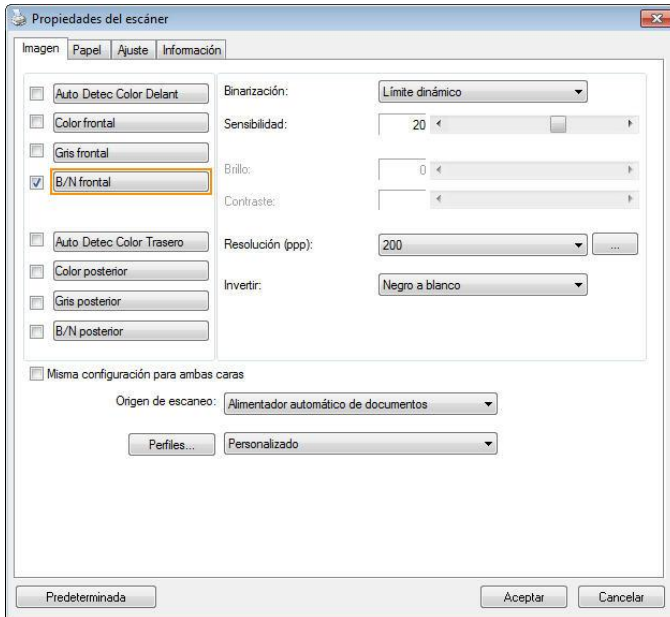 Propiedades del escáner
Imagen Papel Ajuste Información
Auto Detec Color Delant
Color frontal
Gris frontal
B/N frontal
Auto Detec Color Trasero
Color posterior
Gris posterior
B/N posterior
Binarización: Límite dinámico
Sensibilidad: 20
Brillo: 0
Contraste:
Resolución (ppp): 200 ...
Invertir: Negro a blanco
Misma configuración para ambas caras
Origen de escaneo: Alimentador automático de documentos
Perfiles... Personalizado
Predeterminada Aceptar Cancelar